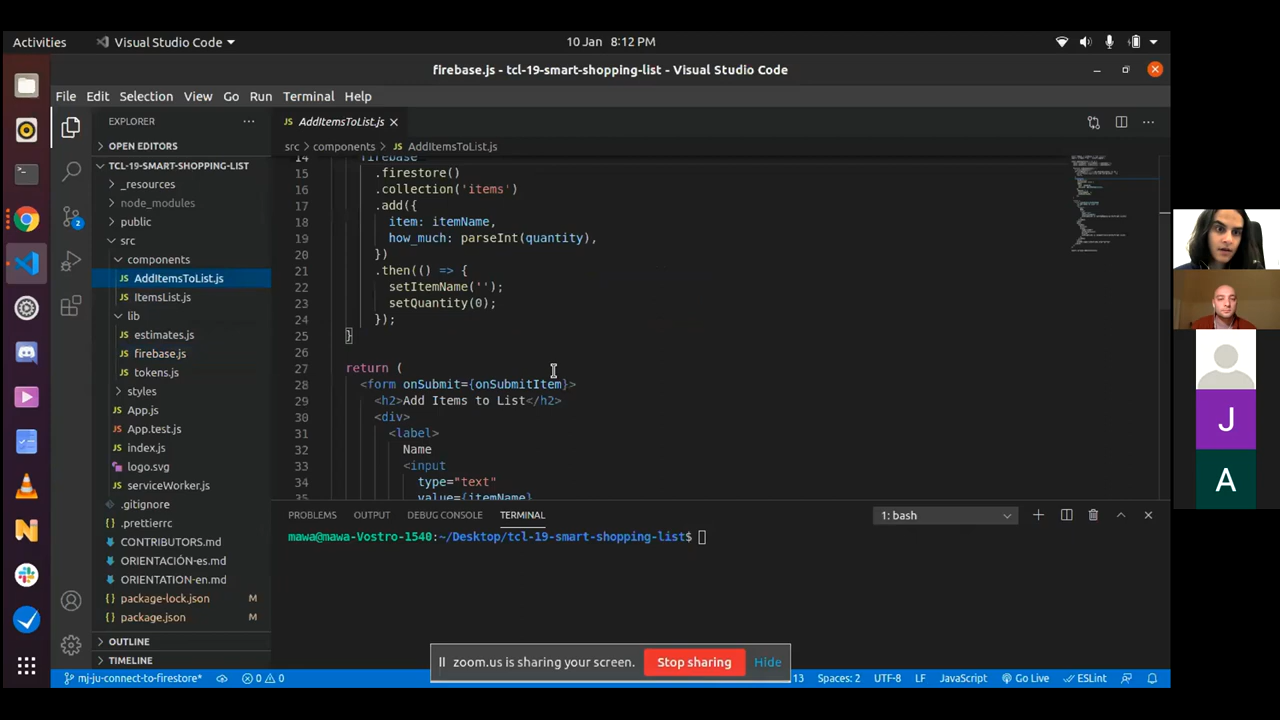 Activities
Visual Studio Code
10 Jan 8:12 PM
firebase.js - tcl-19-smart-shopping-list - Visual Studio Code
File Edit Selection View Go Run Terminal Help
EXPLORER
AddItemsToList.js
OPEN EDITORS
src components AddItemsToList.js
TCL-19-SMART-SHOPPING-LIST
_resources
node_modules
public
src
components
AddItemsToList.js
ItemsList.js
lib
estimates.js
firebase.js
tokens.js
styles
App.js
App.test.js
index.js
logo.svg
serviceWorker.js
.gitignore
.prettierrc
CONTRIBUTORS.md
ORIENTACIÓN-es.md
ORIENTATION-en.md
package-lock.json M
package.json M
OUTLINE
TIMELINE
2
14 firebase
15 .firestore()
16 .collection('items')
17 .add({
18 item: itemName,
19 how_much: parseInt(quantity),
20 })
21 .then(() => {
22 setItemName('');
23 setQuantity(0);
24 });
25 }
26
27 return (
28 <form onSubmit={onSubmitItem}>
29 <h2>Add Items to List</h2>
30 <div>
31 <label>
32 Name
33 <input
34 type="text"
35 value={itemName}
PROBLEMS OUTPUT DEBUG CONSOLE TERMINAL
1: bash
mawa@mawa-Vostro-1540:~/Desktop/tcl-19-smart-shopping-list$
zoom.us is sharing your screen. Stop sharing Hide
mj-ju-connect-to-firestore* 0 0
13 Spaces: 2 UTF-8 LF JavaScript Go Live ESLint
J
A